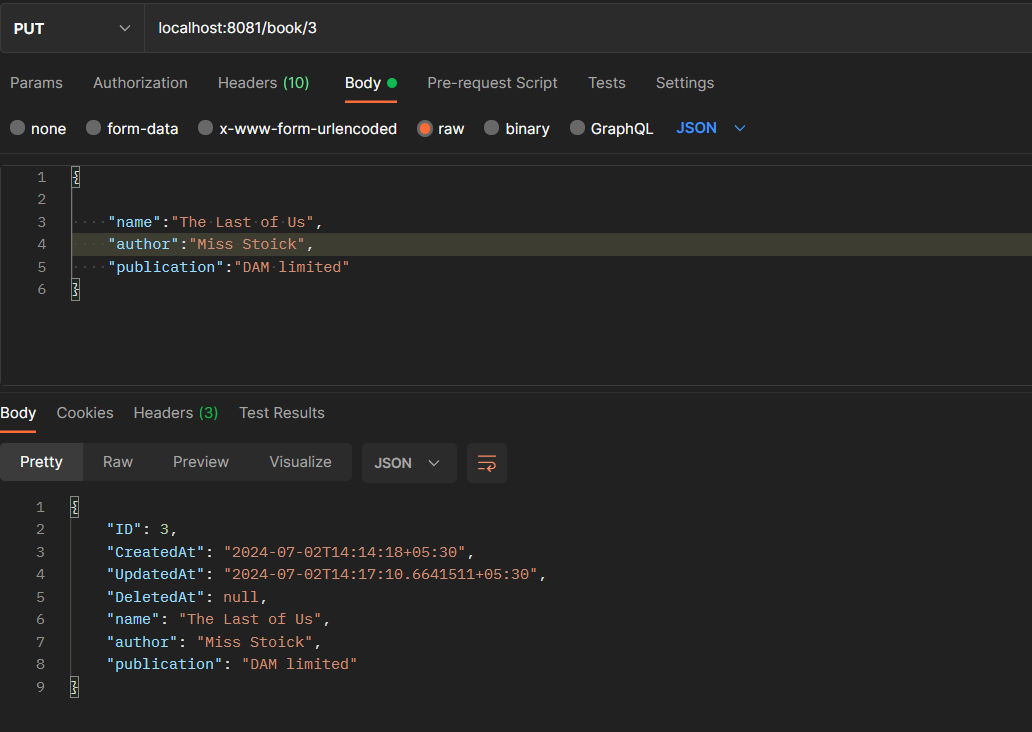 PUT localhost:8081/book/3
Params Authorization Headers (10) Body Pre-request Script Tests Settings
none form-data x-www-form-urlencoded raw binary GraphQL JSON
1 {
2
3 "name":"The Last of Us",
4 "author":"Miss Stoick",
5 "publication":"DAM limited"
6 }
Body Cookies Headers (3) Test Results
Pretty Raw Preview Visualize JSON
1 {
2 "ID": 3,
3 "CreatedAt": "2024-07-02T14:14:18+05:30",
4 "UpdatedAt": "2024-07-02T14:17:10.6641511+05:30",
5 "DeletedAt": null,
6 "name": "The Last of Us",
7 "author": "Miss Stoick",
8 "publication": "DAM limited"
9 }